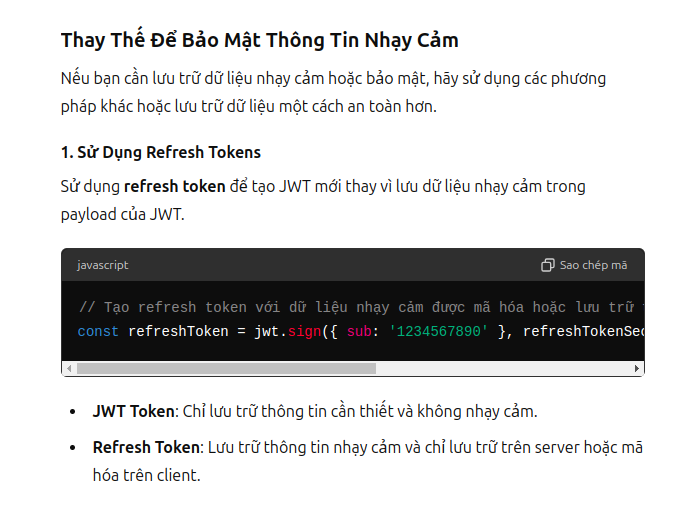 Thay Thế Để Bảo Mật Thông Tin Nhạy Cảm
Nếu bạn cần lưu trữ dữ liệu nhạy cảm hoặc bảo mật, hãy sử dụng các phương
pháp khác hoặc lưu trữ dữ liệu một cách an toàn hơn.
1. Sử Dụng Refresh Tokens
Sử dụng refresh token để tạo JWT mới thay vì lưu dữ liệu nhạy cảm trong
payload của JWT.
javascript Sao chép mã
// Tạo refresh token với dữ liệu nhạy cảm được mã hóa hoặc lưu trữ
const refreshToken = jwt.sign({ sub: '1234567890' }, refreshTokenSec
• JWT Token: Chỉ lưu trữ thông tin cần thiết và không nhạy cảm.
• Refresh Token: Lưu trữ thông tin nhạy cảm và chỉ lưu trữ trên server hoặc mã
hóa trên client.